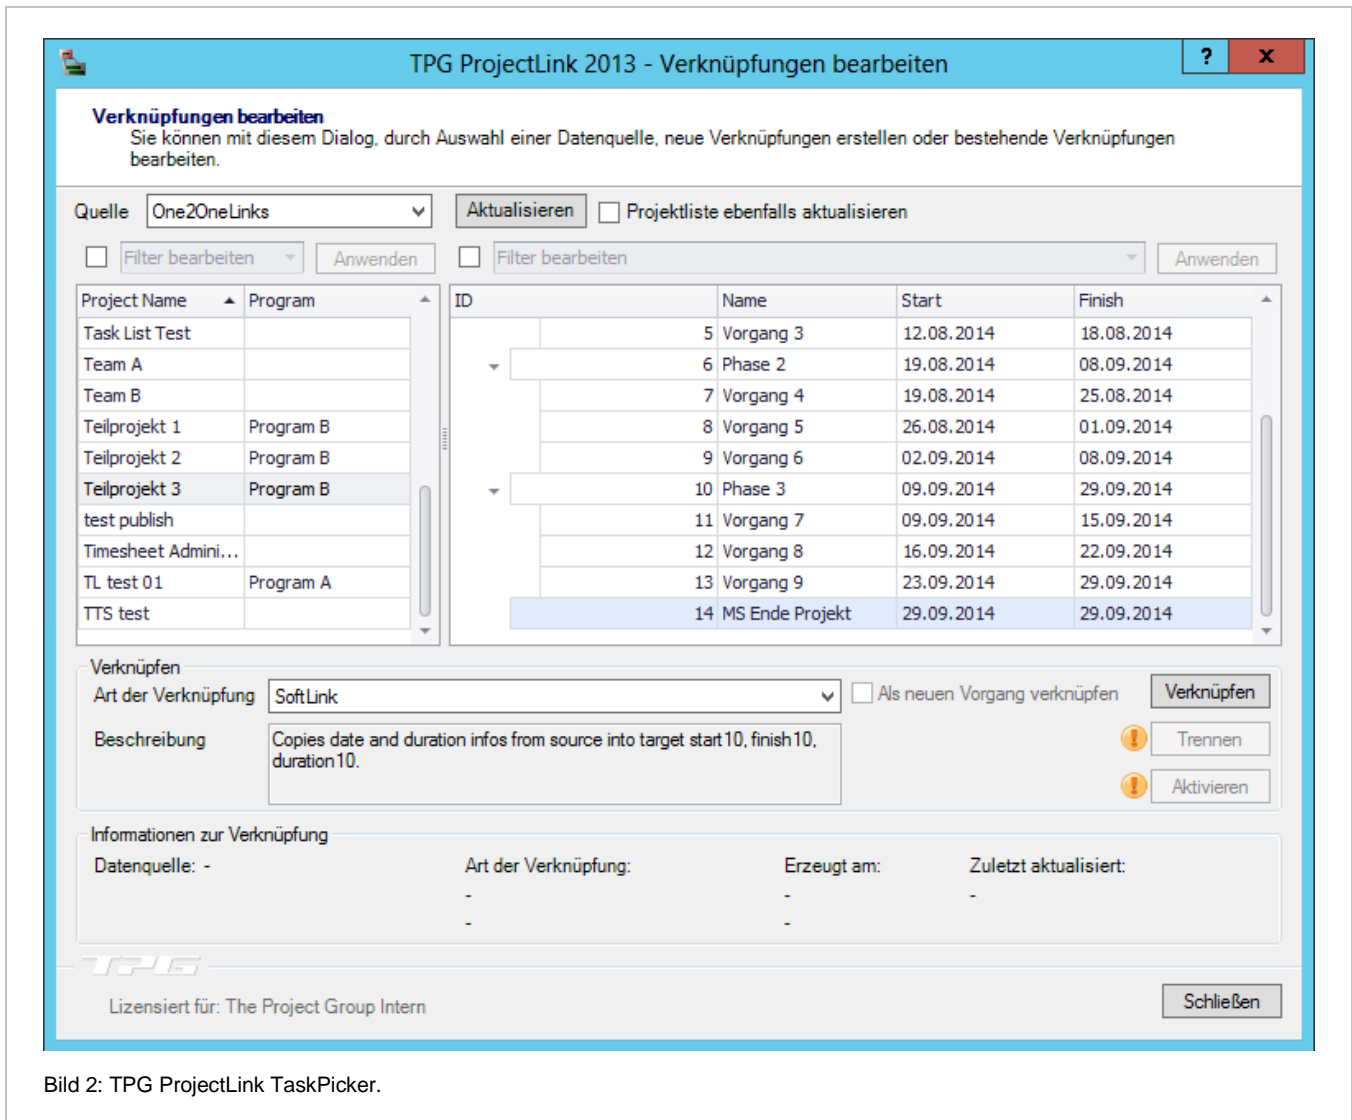 TPG ProjectLink 2013 - Verknüpfungen bearbeiten
? x
Verknüpfungen bearbeiten
Sie können mit diesem Dialog, durch Auswahl einer Datenquelle, neue Verknüpfungen erstellen oder bestehende Verknüpfungen
bearbeiten.
Quelle One2OneLinks Aktualisieren Projektliste ebenfalls aktualisieren
Filter bearbeiten Anwenden Filter bearbeiten Anwenden
Project Name Program ID Name Start Finish
Task List Test 5 Vorgang 3 12.08.2014 18.08.2014
Team A 6 Phase 2 19.08.2014 08.09.2014
Team B 7 Vorgang 4 19.08.2014 25.08.2014
Teilprojekt 1 Program B 8 Vorgang 5 26.08.2014 01.09.2014
Teilprojekt 2 Program B 9 Vorgang 6 02.09.2014 08.09.2014
Teilprojekt 3 Program B 10 Phase 3 09.09.2014 29.09.2014
test publish 11 Vorgang 7 09.09.2014 15.09.2014
Timesheet Admini... 12 Vorgang 8 16.09.2014 22.09.2014
TL test 01 Program A 13 Vorgang 9 23.09.2014 29.09.2014
TTS test 14 MS Ende Projekt 29.09.2014 29.09.2014
Verknüpfen
Art der Verknüpfung SoftLink Als neuen Vorgang verknüpfen Verknüpfen
Beschreibung Copies date and duration infos from source into target start10, finish10, ! Trennen
duration10.
! Aktivieren
Informationen zur Verknüpfung
Datenquelle: - Art der Verknüpfung: Erzeugt am: Zuletzt aktualisiert:
- - -
- -
TPG
Lizensiert für: The Project Group Intern Schließen
Bild 2: TPG ProjectLink TaskPicker.